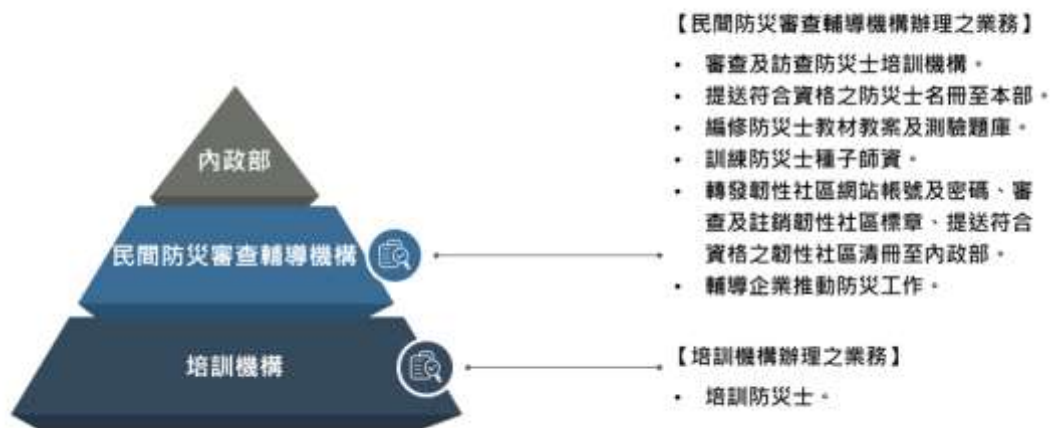 內政部
民間防災審查輔導機構
培訓機構
【民間防災審查輔導機構辦理之業務】
• 審查及訪查防災士培訓機構。
• 提送符合資格之防災士名冊至本部。
• 編修防災士教材教案及測驗題庫。
• 訓練防災士種子師資。
• 轉發韌性社區網站帳號及密碼、審
查及註銷韌性社區標章、提送符合
資格之韌性社區清冊至內政部。
• 輔導企業推動防災工作。
【培訓機構辦理之業務】
• 培訓防災士。